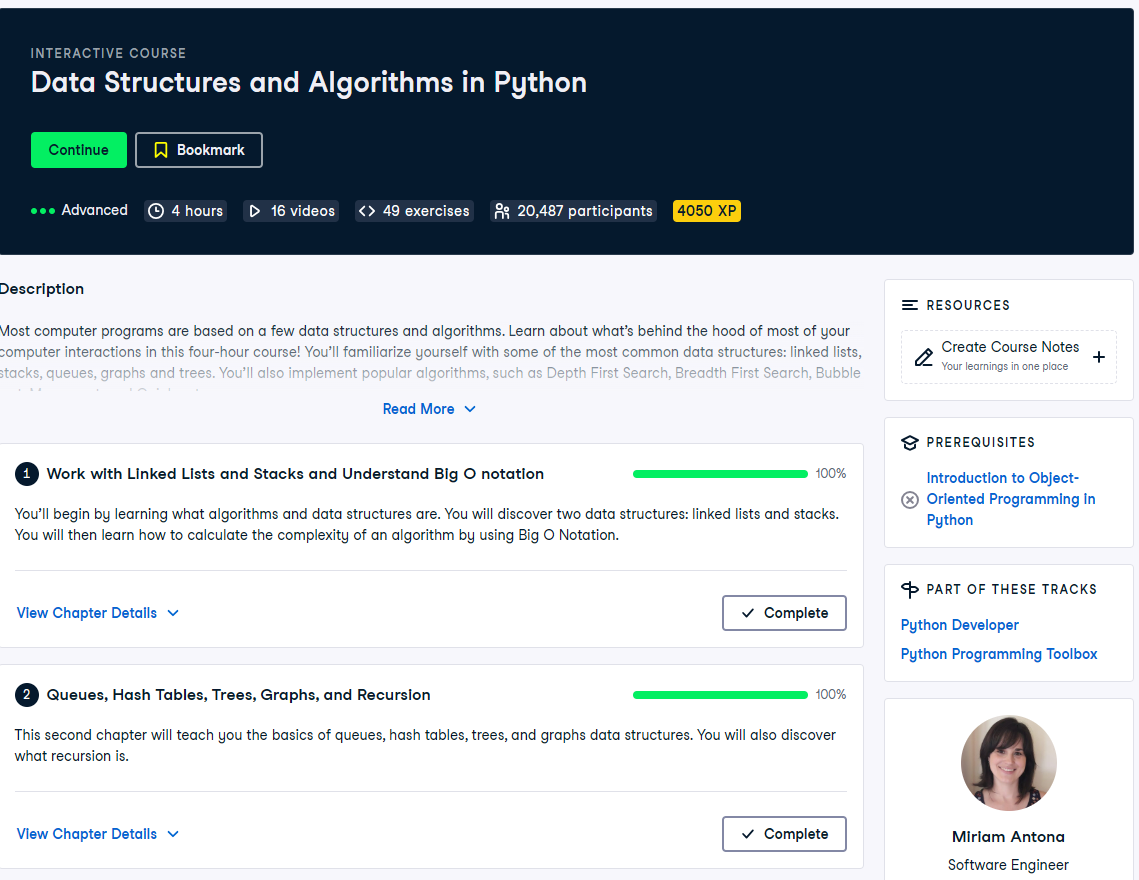 INTERACTIVE COURSE
Data Structures and Algorithms in Python
Continue
Bookmark
Advanced
4 hours
16 videos
49 exercises
20,487 participants
4050 XP
Description
Most computer programs are based on a few data structures and algorithms. Learn about what's behind the hood of most of your
computer interactions in this four-hour course! You'll familiarize yourself with some of the most common data structures: linked lists,
stacks, queues, graphs and trees. You'll also implement popular algorithms, such as Depth First Search, Breadth First Search, Bubble
Read More
1 Work with Linked Lists and Stacks and Understand Big O notation
100%
You'll begin by learning what algorithms and data structures are. You will discover two data structures: linked lists and stacks.
You will then learn how to calculate the complexity of an algorithm by using Big O Notation.
View Chapter Details
Complete
2 Queues, Hash Tables, Trees, Graphs, and Recursion
100%
This second chapter will teach you the basics of queues, hash tables, trees, and graphs data structures. You will also discover
what recursion is.
View Chapter Details
Complete
RESOURCES
Create Course Notes
Your learnings in one place
PREREQUISITES
Introduction to Object-
Oriented Programming in
Python
PART OF THESE TRACKS
Python Developer
Python Programming Toolbox
Miriam Antona
Software Engineer